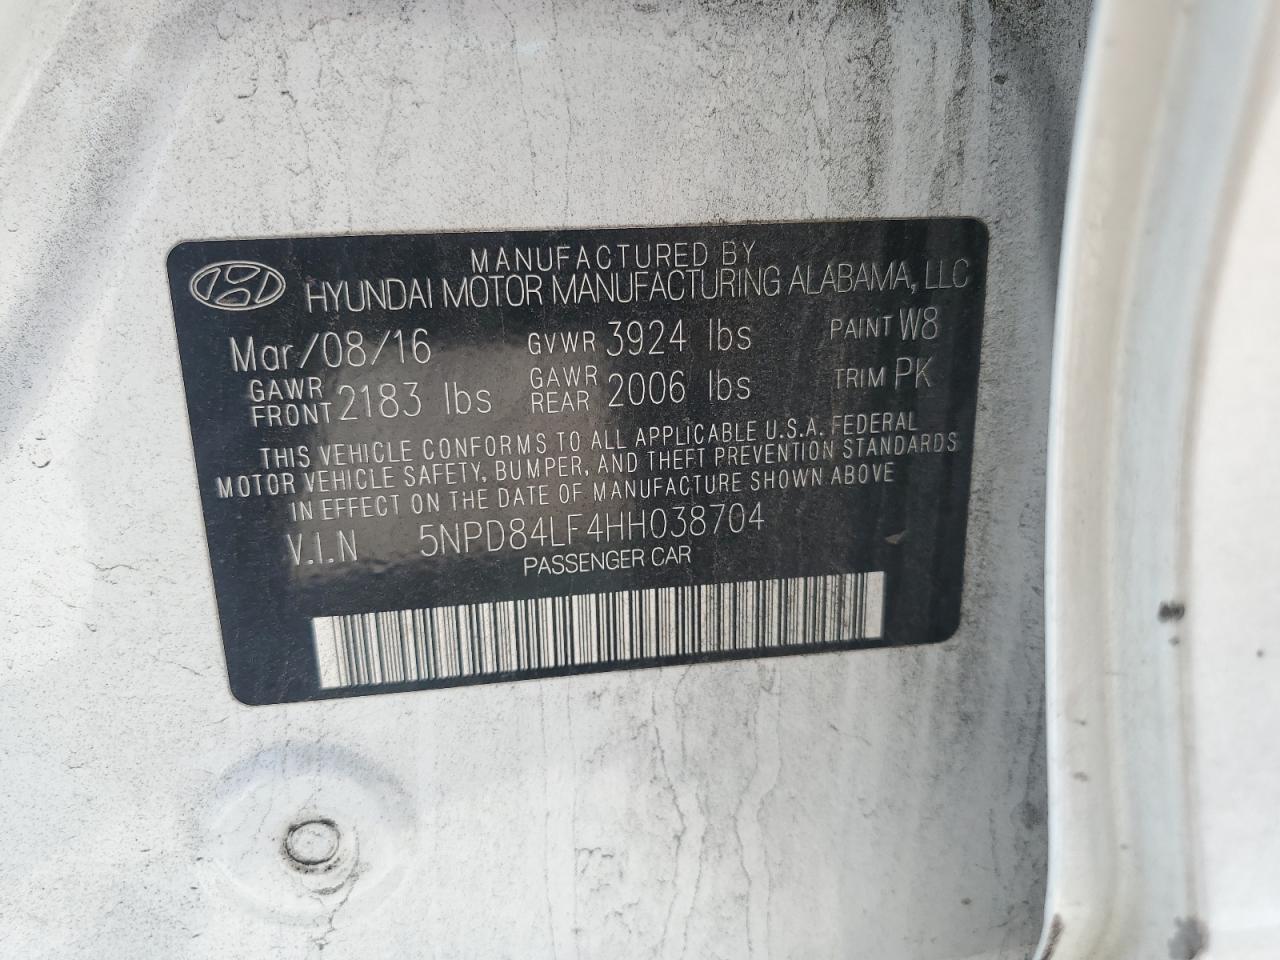 MANUFACTURED BY
HYUNDAI MOTOR MANUFACTURING ALABAMA, LLC
Mar/08/16 GVWR 3924 lbs PAINT W8
GAWR FRONT 2183 lbs GAWR REAR 2006 lbs TRIM PK
THIS VEHICLE CONFORMS TO ALL APPLICABLE U.S.A. FEDERAL
MOTOR VEHICLE SAFETY, BUMPER, AND THEFT PREVENTION STANDARDS
IN EFFECT ON THE DATE OF MANUFACTURE SHOWN ABOVE
V.I.N 5NPD84LF4HH038704
PASSENGER CAR